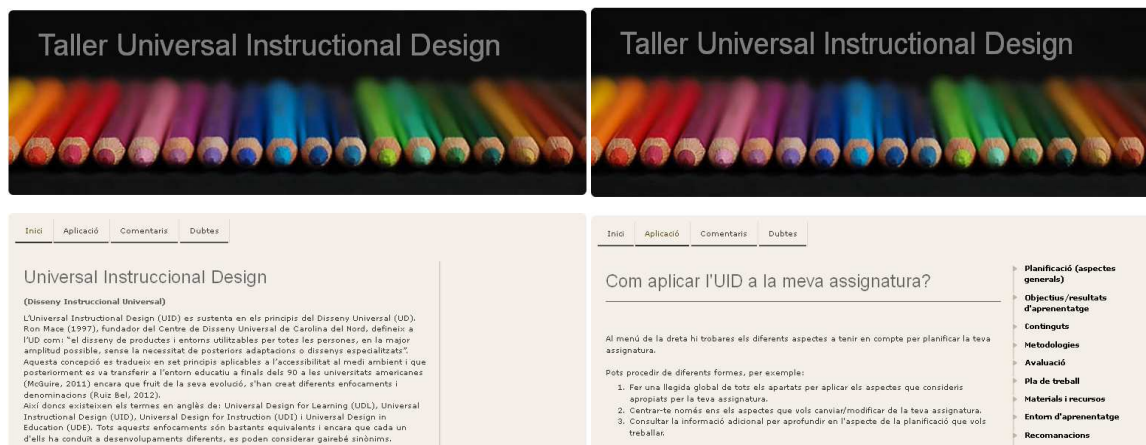 Taller Universal Instructional Design
Inici Aplicació Comentaris Dubtes
Universal Instruccional Design
(Disseny Instruccional Universal)
L'Universal Instructional Design (UID) es sustenta en els principis del Disseny Universal (UD).
Ron Mace (1997), fundador del Centre de Disseny Universal de Carolina del Nord, defineix a
l'UD com: "el disseny de productes i entorns utilitzables per totes les persones, en la major
amplitud possible, sense la necessitat de posteriors adaptacions o dissenys especialitzats".
Aquesta concepció es tradueix en set principis aplicables a l'accessibilitat al medi ambient i que
posteriorment es va transferir a l'entorn educatiu a finals dels 90 a les universitats americanes
(McGuire, 2011) encara que fruit de la seva evolució, s'han creat diferents enfocaments i
denominacions (Ruiz Bel, 2012).
Així doncs existeixen els termes en anglès de: Universal Design for Learning (UDL), Universal
Instructional Design (UID), Universal Design for Instruction (UDI) i Universal Design in
Education (UDE). Tots aquests enfocaments són bastants equivalents i encara que cada un
d'ells ha conduït a desenvolupaments diferents, es poden considerar gairebé sinònims.
Taller Universal Instructional Design
Inici Aplicació Comentaris Dubtes
Com aplicar l'UID a la meva assignatura?
Al menú de la dreta hi trobares els diferents aspectes a tenir en compte per planificar la teva
assignatura.
Pots procedir de diferents formes, per exemple:
1. Fer una llegida global de tots els apartats per aplicar els aspectes que consideris
apropiats per la teva assignatura.
2. Centrar-te només ens els aspectes que vols canviar/modificar de la teva assignatura.
3. Consultar la informació adicional per aprofundir en l'aspecte de la planificació que vols
treballar.
Planificació (aspectes
generals)
Objectius/resultats
d'aprenentatge
Continguts
Metodologies
Avaluació
Pla de treball
Materials i recursos
Entorn d'aprenentatge
Recomanacions